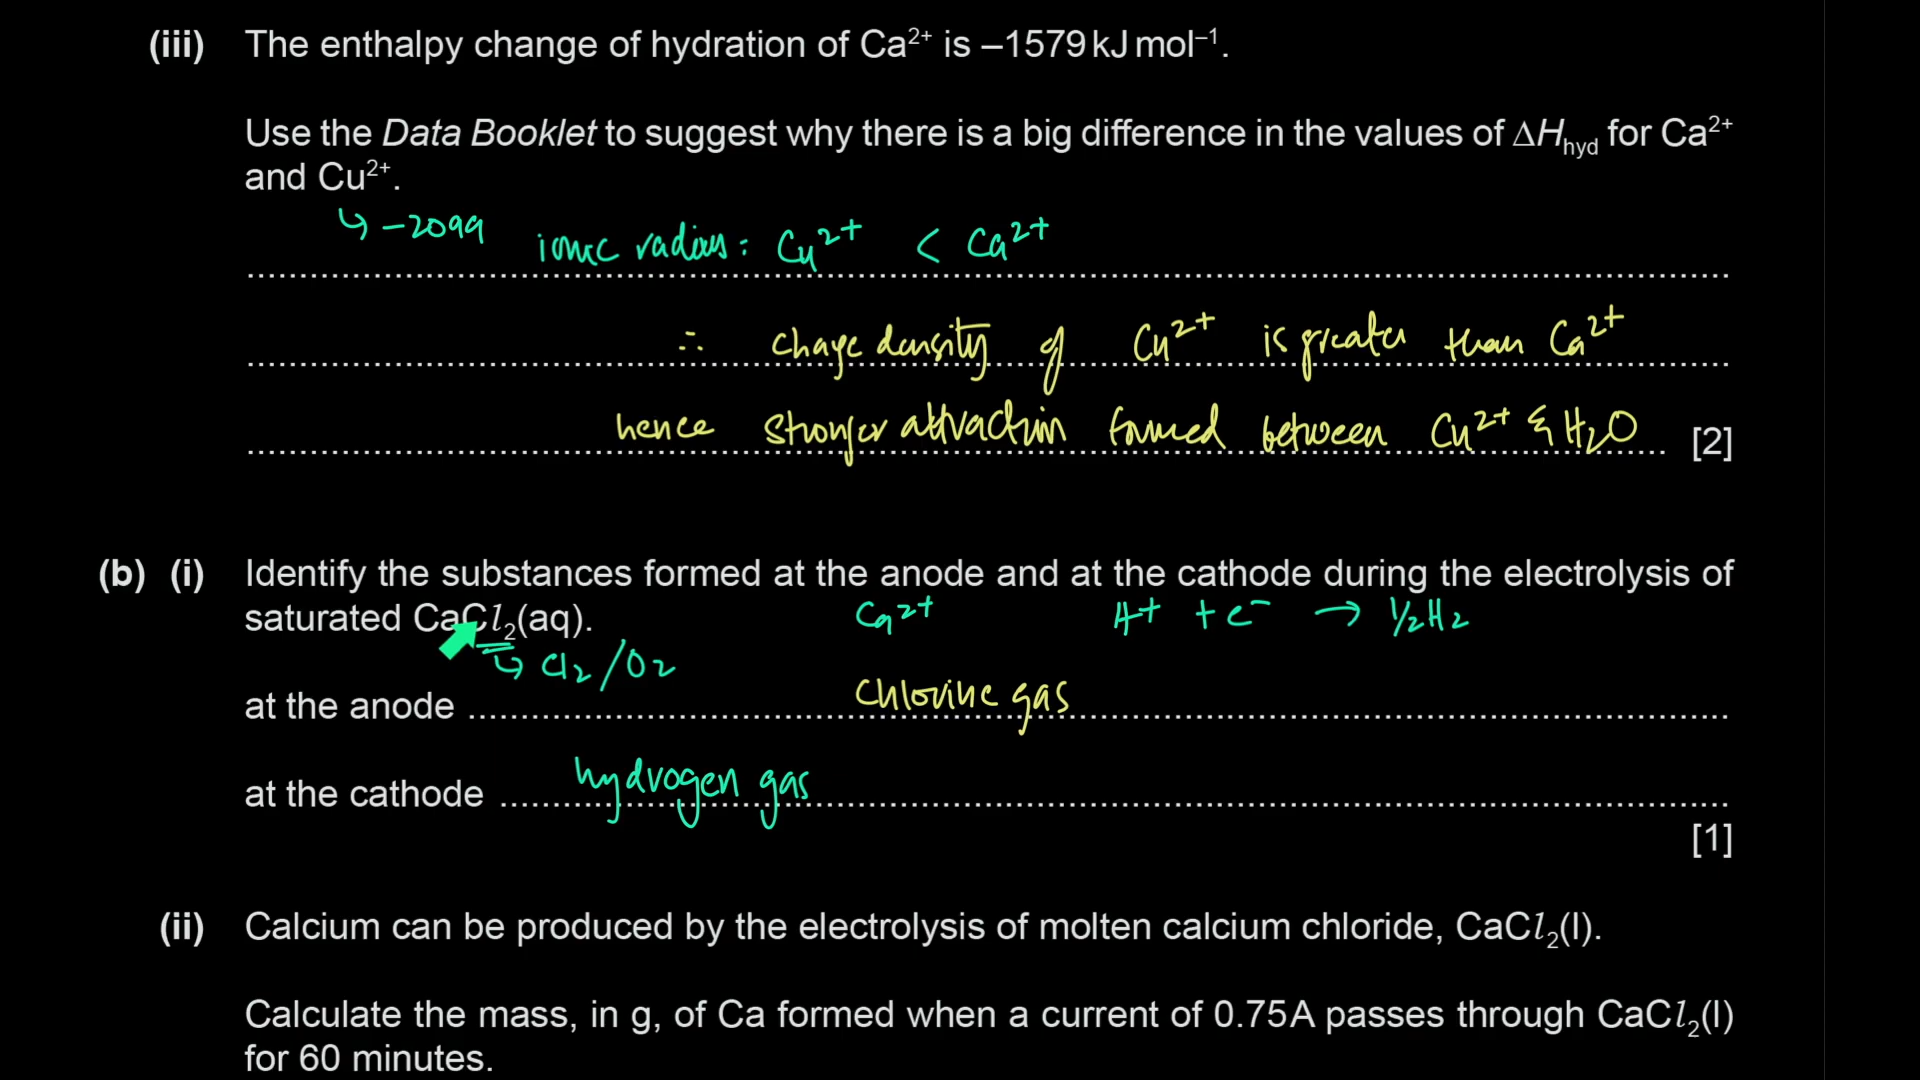 (iii) The enthalpy change of hydration of Ca²⁺ is –1579 kJ mol⁻¹.
Use the Data Booklet to suggest why there is a big difference in the values of ΔH_hyd for Ca²⁺
and Cu²⁺.
↳ –2099 ionic radius: Cu²⁺ < Ca²⁺
∴ charge density of Cu²⁺ is greater than Ca²⁺
hence stronger attraction formed between Cu²⁺ & H₂O [2]
(b) (i) Identify the substances formed at the anode and at the cathode during the electrolysis of
saturated CaCl₂(aq). Ca²⁺ H⁺ + e⁻ → ½H₂
↳ Cl₂/O₂
at the anode chlorine gas
at the cathode hydrogen gas
[1]
(ii) Calcium can be produced by the electrolysis of molten calcium chloride, CaCl₂(l).
Calculate the mass, in g, of Ca formed when a current of 0.75 A passes through CaCl₂(l)
for 60 minutes.